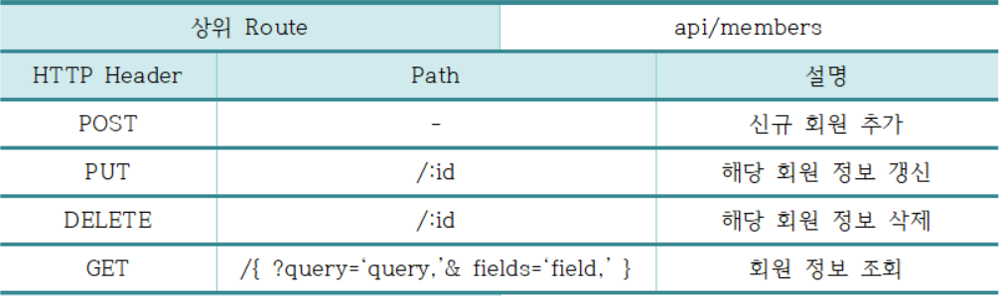 상위 Route api/members
HTTP Header Path 설명
POST - 신규 회원 추가
PUT /:id 해당 회원 정보 갱신
DELETE /:id 해당 회원 정보 삭제
GET /{ ?query=‘query,’& fields=‘field,’ } 회원 정보 조회